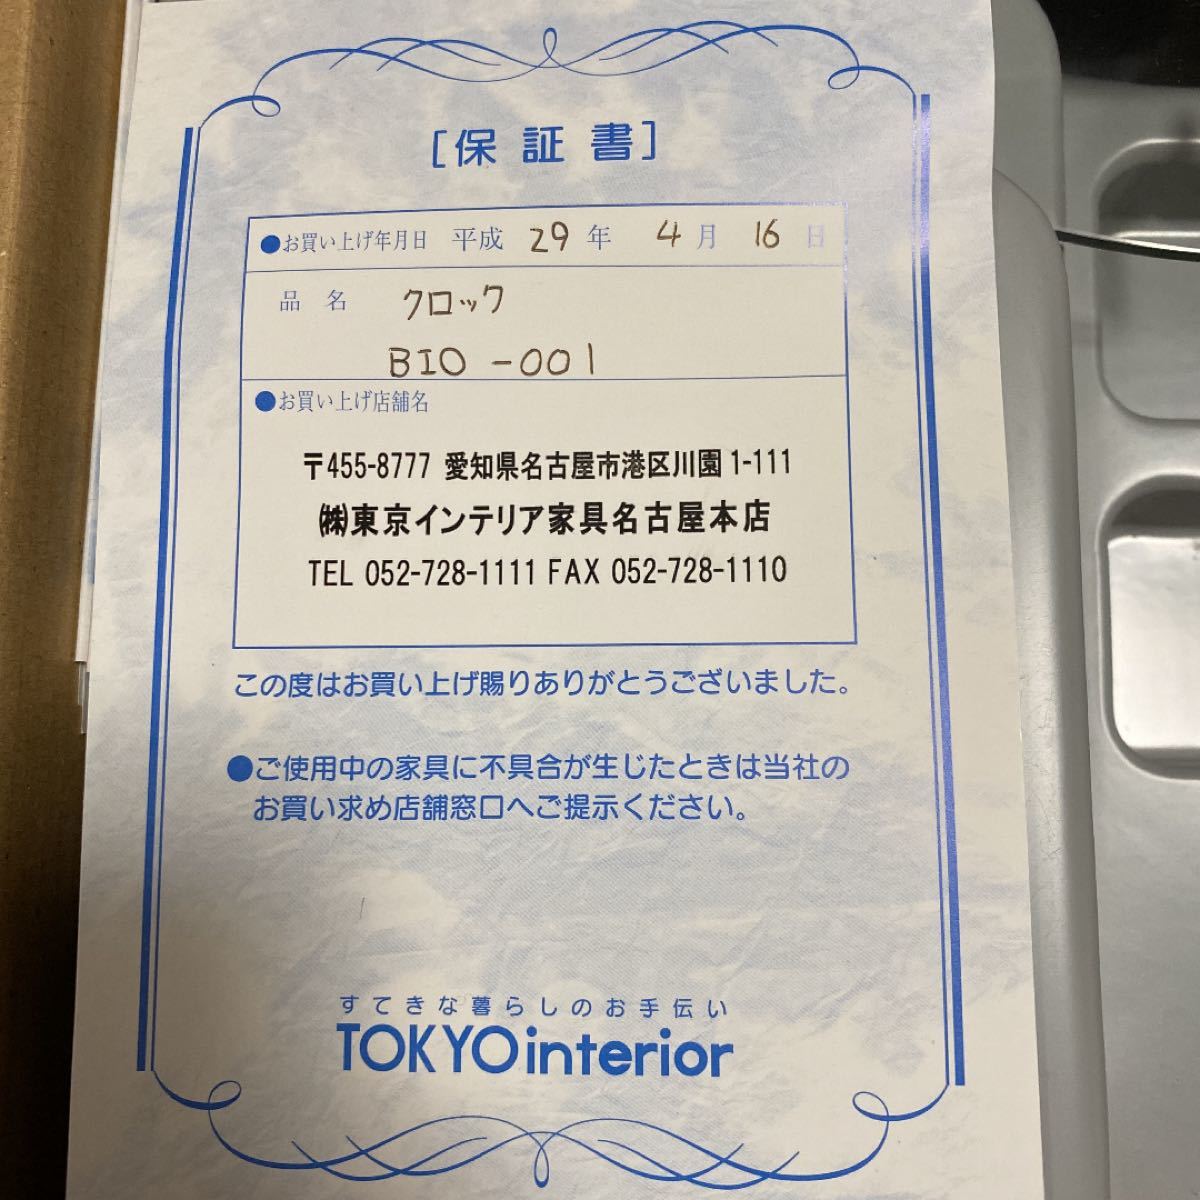 ［保証書］
●お買い上げ年月日 平成 29 年 4 月 16 日
品 名 クロック
BIO-001
●お買い上げ店舗名
〒455-8777 愛知県名古屋市港区川園1-111
㈱東京インテリア家具名古屋本店
TEL 052-728-1111 FAX 052-728-1110
この度はお買い上げ賜りありがとうございました。
●ご使用中の家具に不具合が生じたときは当社の
お買い求め店舗窓口へご提示ください。
すてきな暮らしのお手伝い
TOKYOinterior